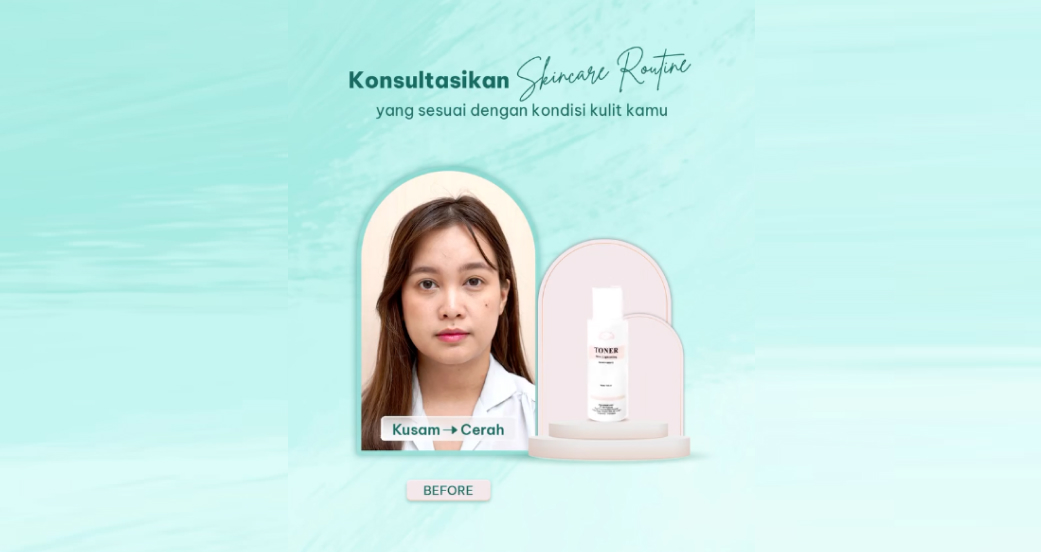 Konsultasikan Skincare Routine
yang sesuai dengan kondisi kulit kamu
TONER
Kusam → Cerah
BEFORE